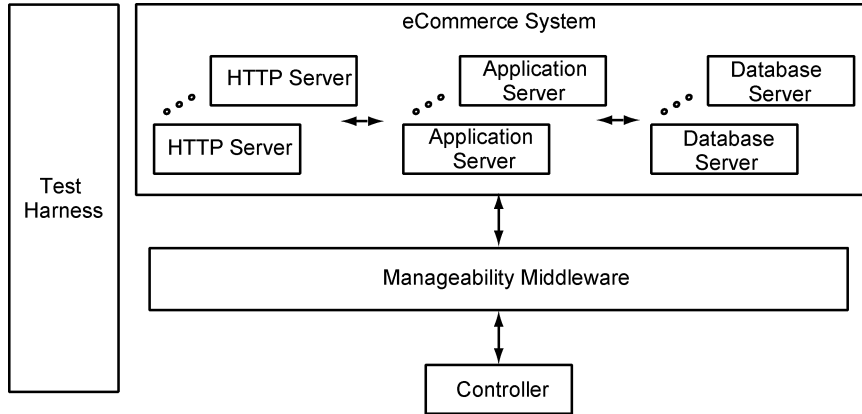 eCommerce System
HTTP Server
Application
Server
Database
Server
HTTP Server
Application
Server
Database
Server
Test
Harness
Manageability Middleware
Controller